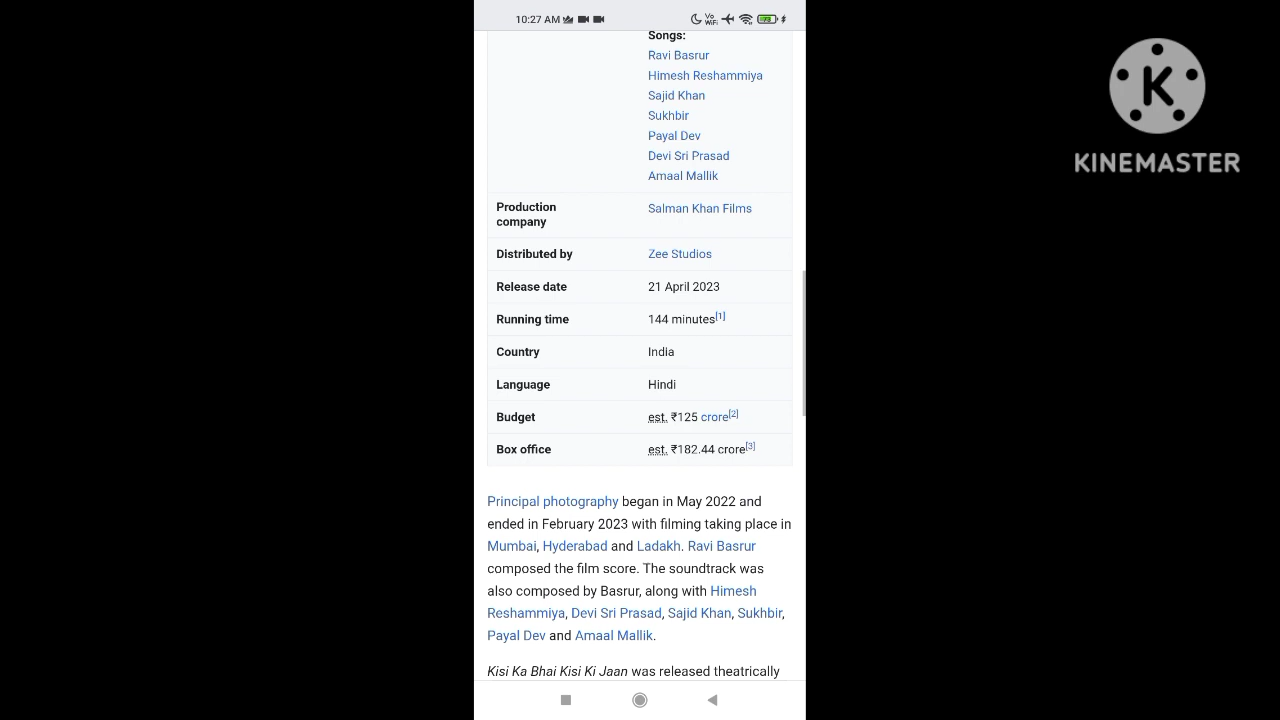 10:27 AM
Vo
WiFi
73
Songs:
Ravi Basrur
Himesh Reshammiya
Sajid Khan
Sukhbir
Payal Dev
Devi Sri Prasad
Amaal Mallik
Production
company
Salman Khan Films
Distributed by Zee Studios
Release date 21 April 2023
Running time 144 minutes[1]
Country India
Language Hindi
Budget est. ₹125 crore[2]
Box office est. ₹182.44 crore[3]
Principal photography began in May 2022 and
ended in February 2023 with filming taking place in
Mumbai, Hyderabad and Ladakh. Ravi Basrur
composed the film score. The soundtrack was
also composed by Basrur, along with Himesh
Reshammiya, Devi Sri Prasad, Sajid Khan, Sukhbir,
Payal Dev and Amaal Mallik.
Kisi Ka Bhai Kisi Ki Jaan was released theatrically
K
KINEMASTER